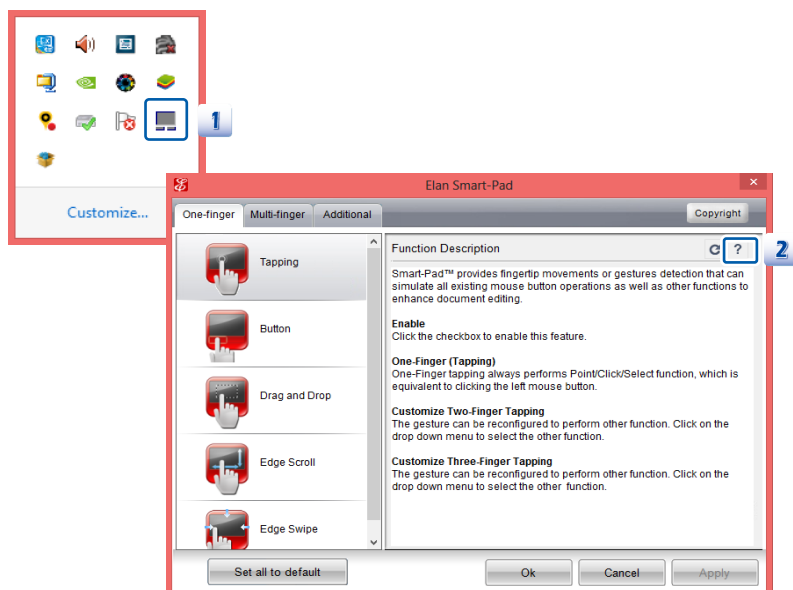 1
Customize...
Elan Smart-Pad
One-finger
Multi-finger
Additional
Copyright
Tapping
Button
Drag and Drop
Edge Scroll
Edge Swipe
Function Description
?
2
Smart-Pad™ provides fingertip movements or gestures detection that can
simulate all existing mouse button operations as well as other functions to
enhance document editing.
Enable
Click the checkbox to enable this feature.
One-Finger (Tapping)
One-Finger tapping always performs Point/Click/Select function, which is
equivalent to clicking the left mouse button.
Customize Two-Finger Tapping
The gesture can be reconfigured to perform other function. Click on the
drop down menu to select the other function.
Customize Three-Finger Tapping
The gesture can be reconfigured to perform other function. Click on the
drop down menu to select the other function.
Set all to default
Ok
Cancel
Apply